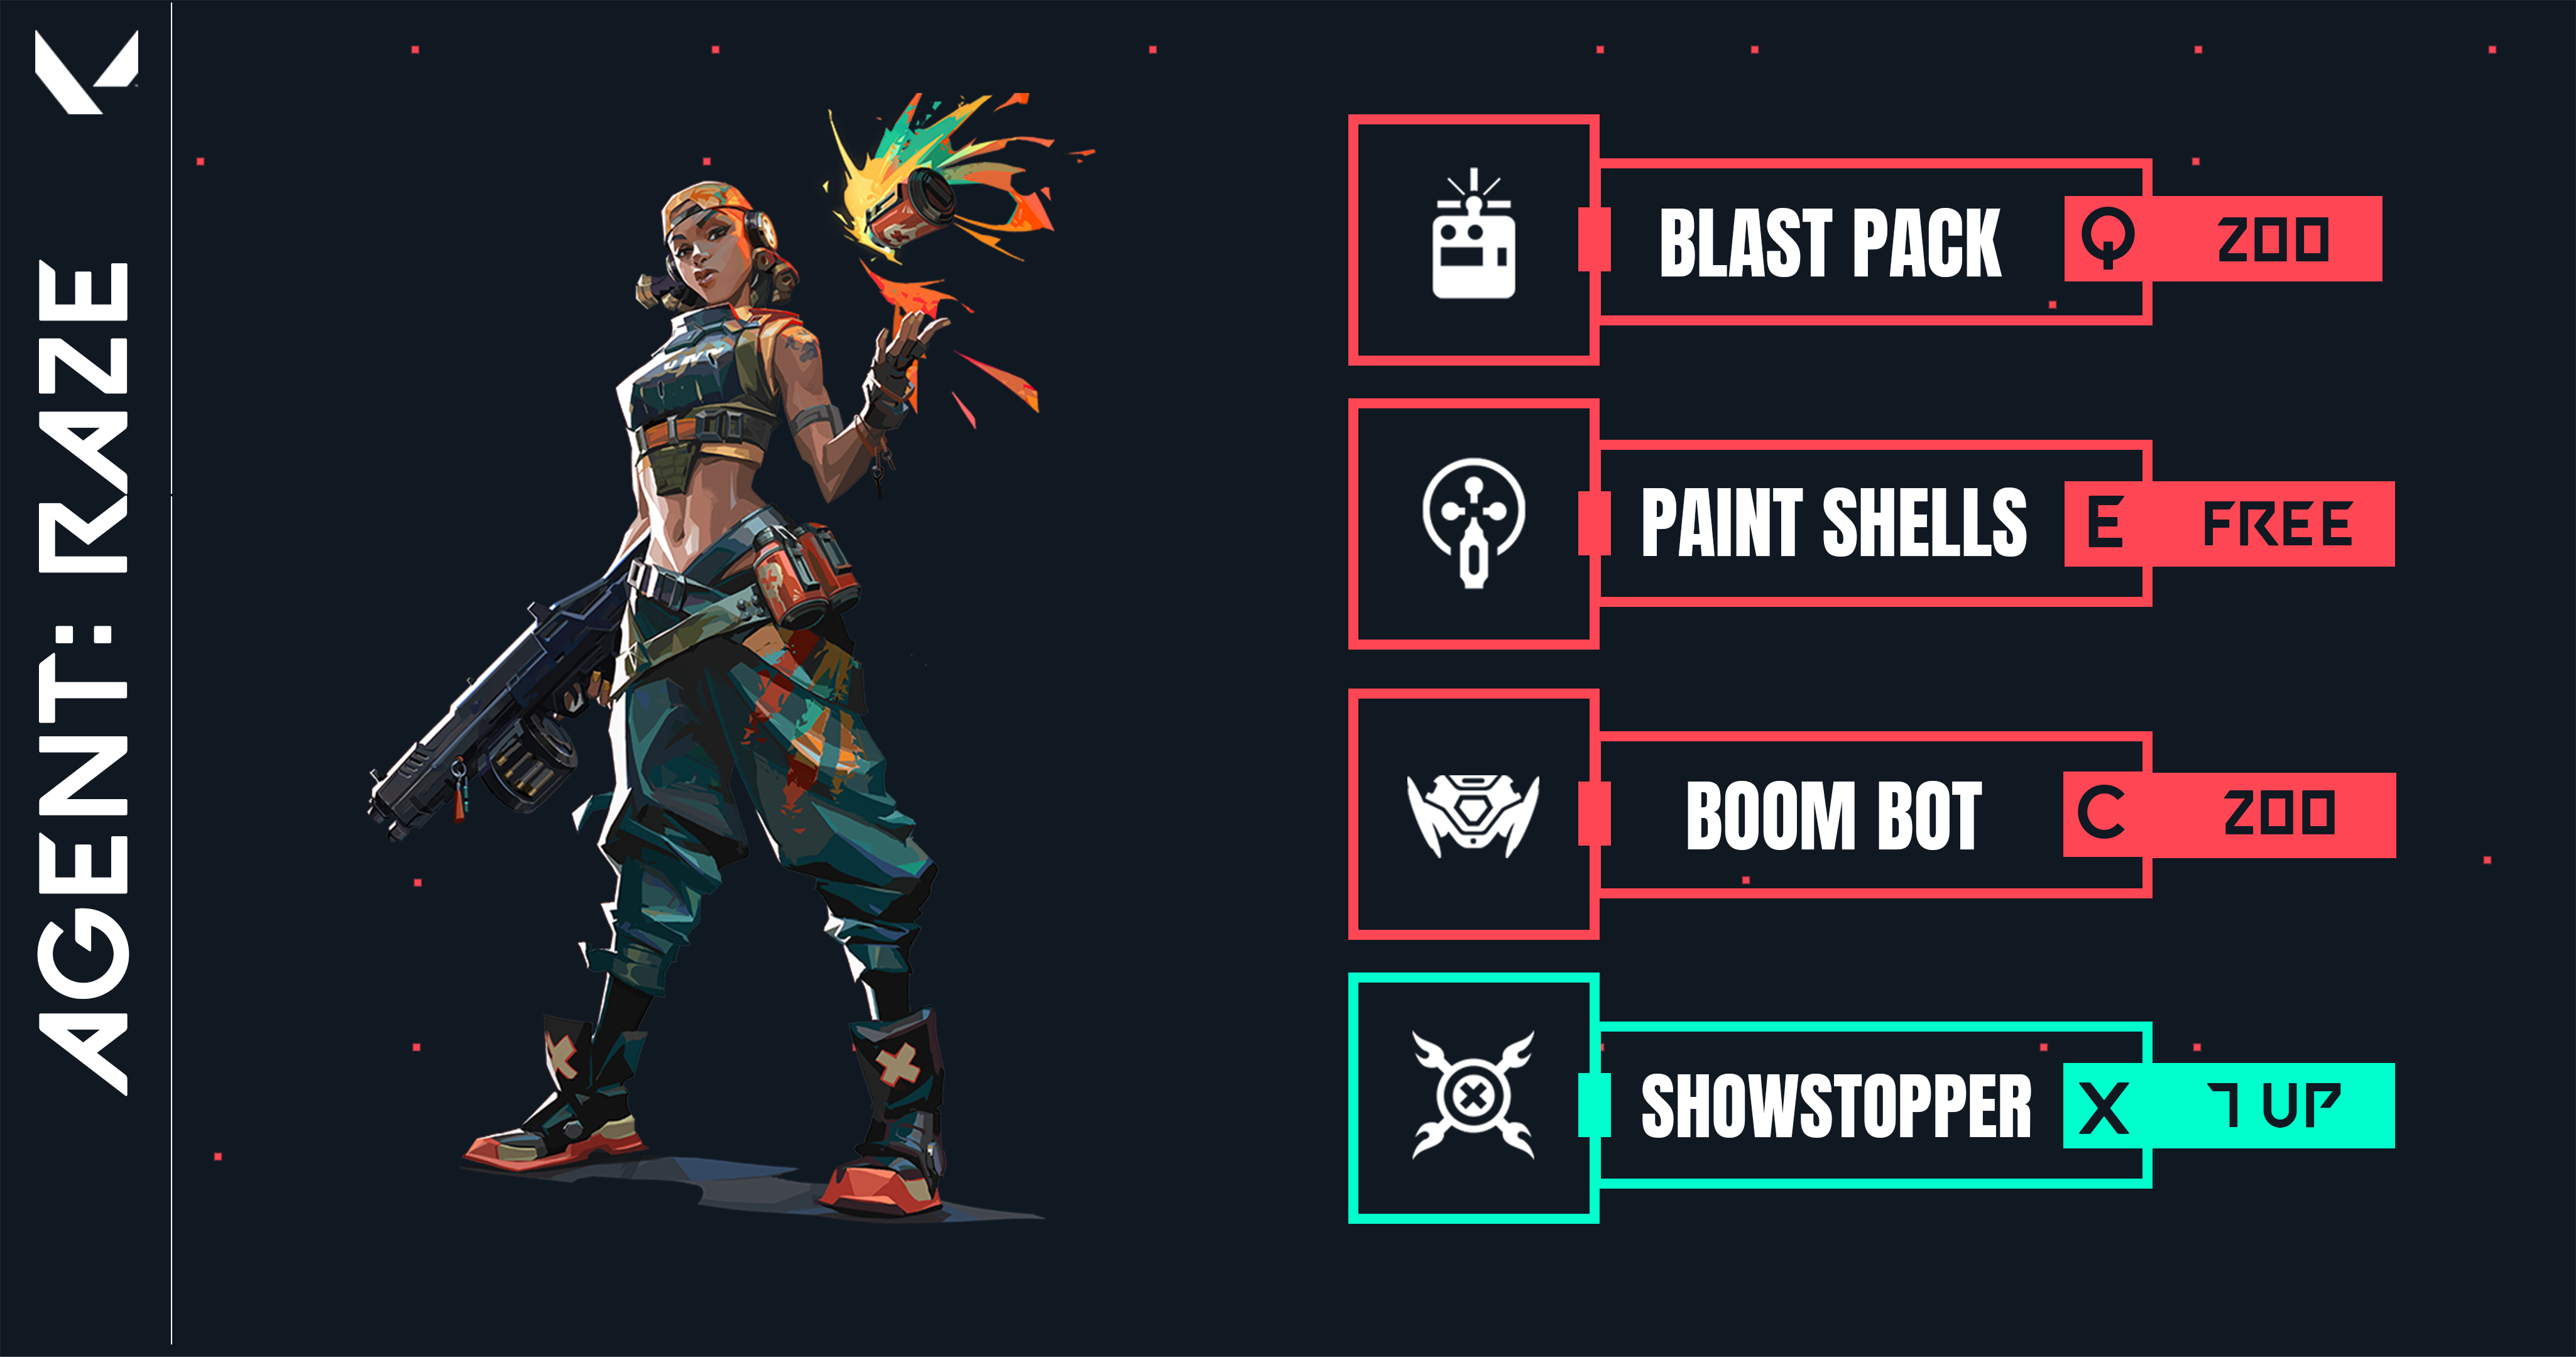 AGENT: RAZE
BLAST PACK
Q 200
PAINT SHELLS
E FREE
BOOM BOT
C 200
SHOWSTOPPER
X 7 UP